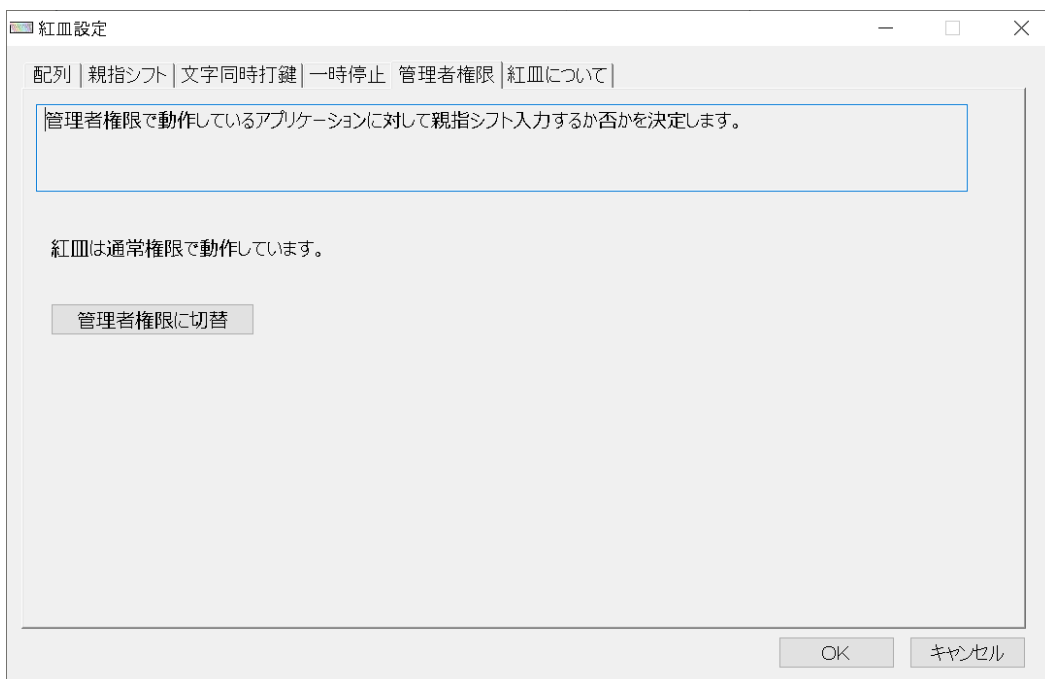 紅皿設定
配列 親指シフト 文字同時打鍵 一時停止 管理者権限 紅皿について
管理者権限で動作しているアプリケーションに対して親指シフト入力するか否かを決定します。
紅皿は通常権限で動作しています。
管理者権限に切替
OK キャンセル